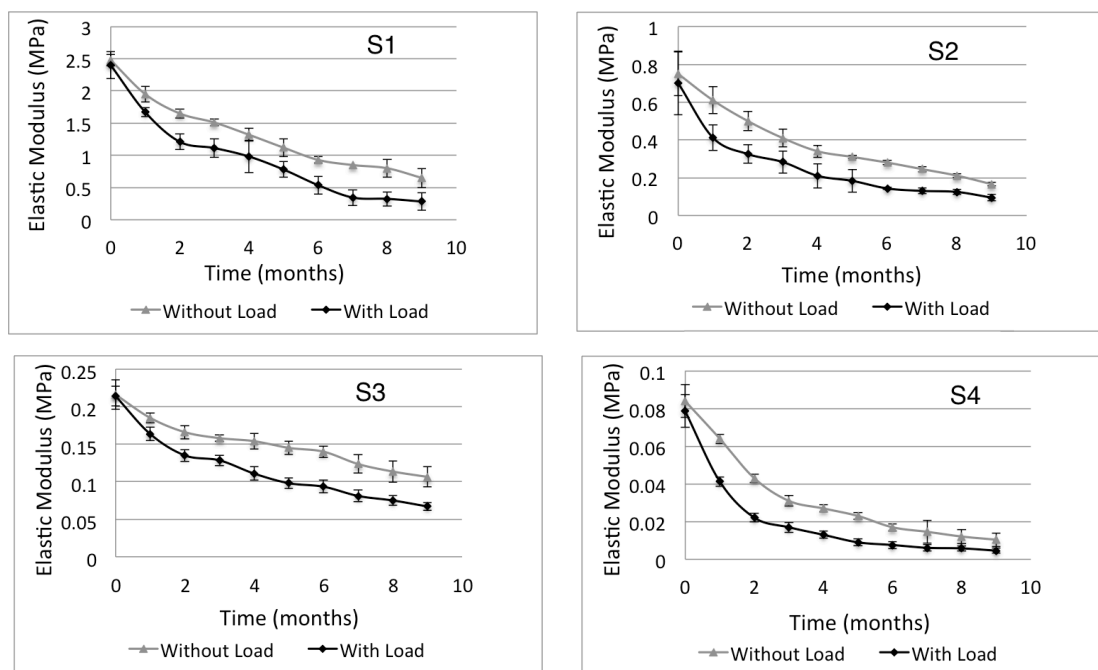 S1
Elastic Modulus (MPa)
3
2.5
2
1.5
1
0.5
0
0 2 4 6 8 10
Time (months)
Without Load With Load
S2
Elastic Modulus (MPa)
1
0.8
0.6
0.4
0.2
0
0 2 4 6 8 10
Time (months)
Without Load With Load
S3
Elastic Modulus (MPa)
0.25
0.2
0.15
0.1
0.05
0
0 2 4 6 8 10
Time (months)
Without Load With Load
S4
Elastic Modulus (MPa)
0.1
0.08
0.06
0.04
0.02
0
0 2 4 6 8 10
Time (months)
Without Load With Load